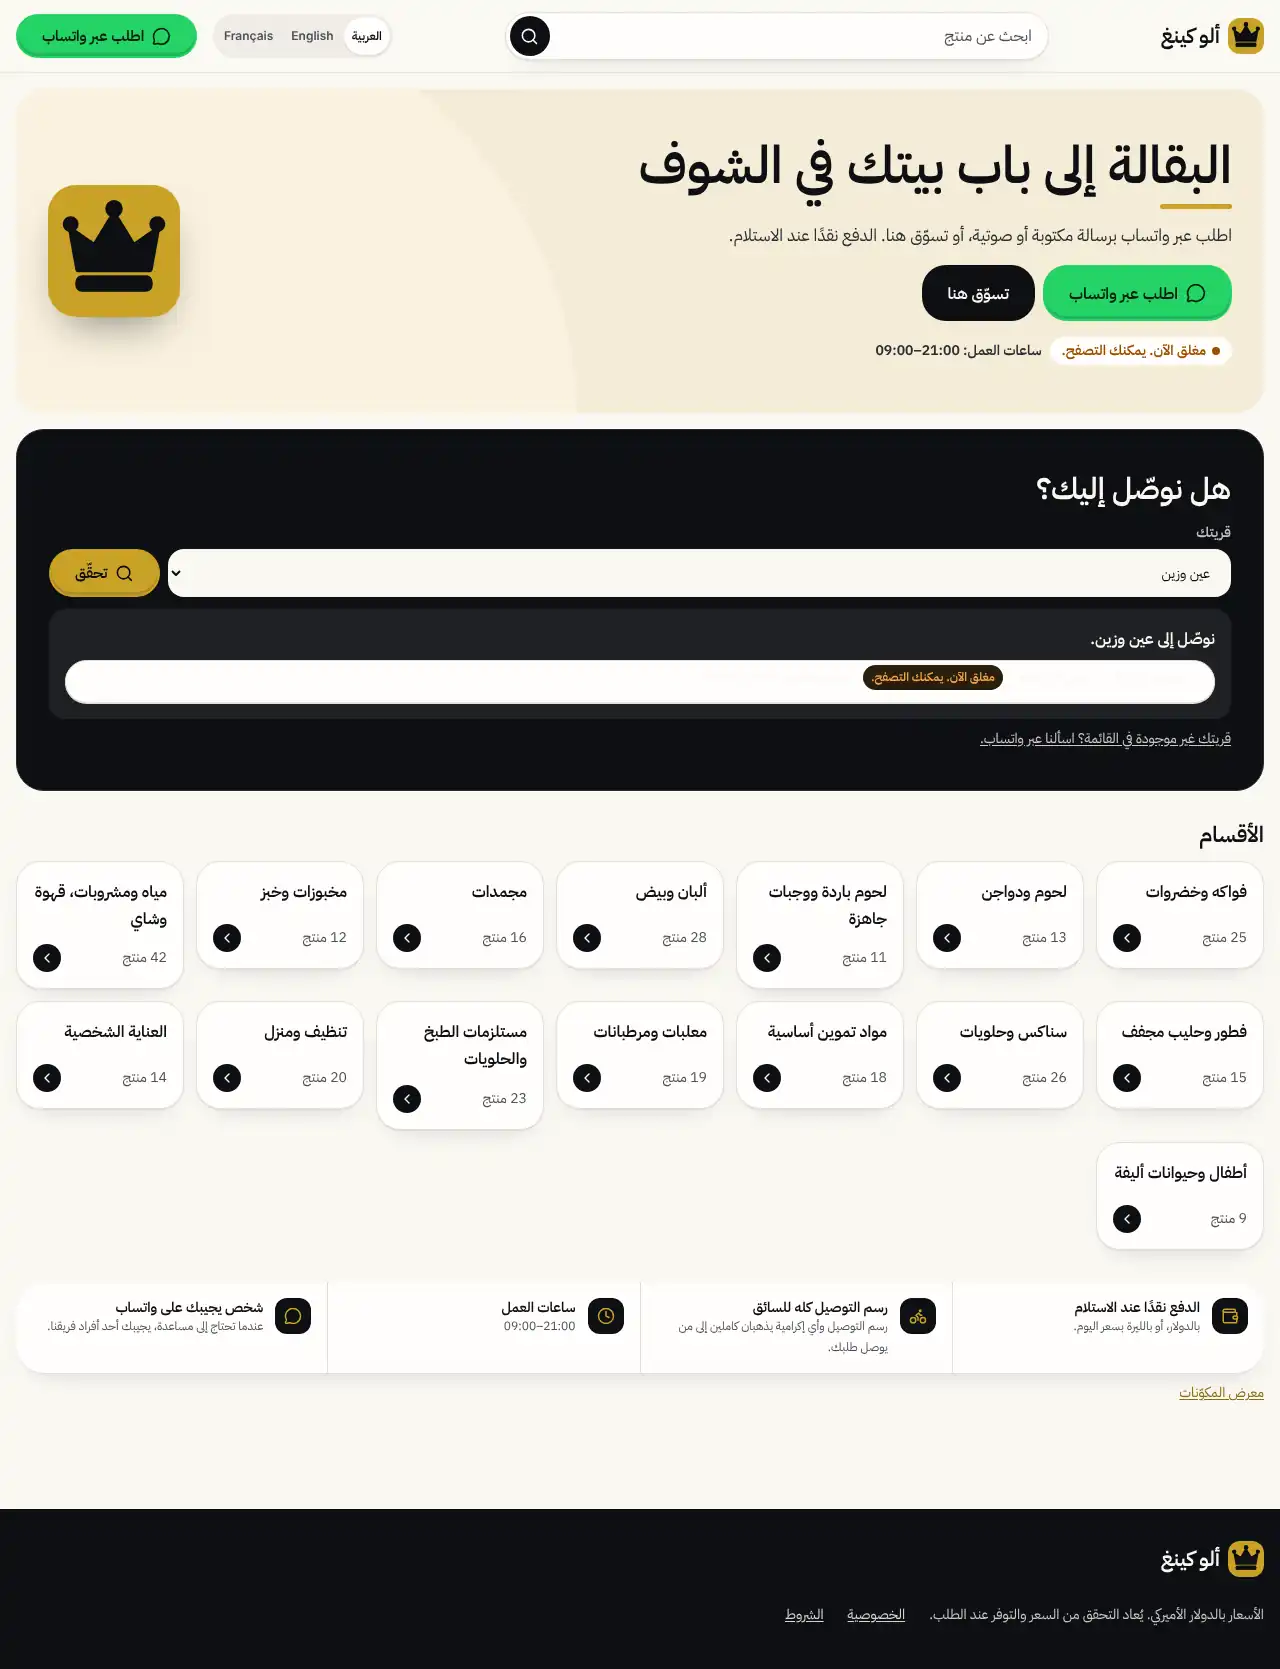 ألو كينغ
ابحث عن منتج
العربية
English
Français
اطلب عبر واتساب
البقالة إلى باب بيتك في الشوف
اطلب عبر واتساب برسالة مكتوبة أو صوتية، أو تسوّق هنا. الدفع نقدًا عند الاستلام.
اطلب عبر واتساب
تسوّق هنا
مغلق الآن. يمكنك التصفح.
ساعات العمل: 09:00–21:00
هل نوصّل إليك؟
قريتك
عين وزين
تحقّق
نوصّل إلى عين وزين.
مغلق الآن. يمكنك التصفح.
قريتك غير موجودة في القائمة؟ اسألنا عبر واتساب.
الأقسام
فواكه وخضروات
25 منتج
لحوم ودواجن
13 منتج
لحوم باردة ووجبات
جاهزة
11 منتج
ألبان وبيض
28 منتج
مجمدات
16 منتج
مخبوزات وخبز
12 منتج
مياه ومشروبات، قهوة
وشاي
42 منتج
فطور وحليب مجفف
15 منتج
سناكس وحلويات
26 منتج
مواد تموين أساسية
18 منتج
معلبات ومرطبانات
19 منتج
مستلزمات الطبخ
والحلويات
23 منتج
تنظيف ومنزل
20 منتج
العناية الشخصية
14 منتج
أطفال وحيوانات أليفة
9 منتج
الدفع نقدًا عند الاستلام
بالدولار، أو بالليرة بسعر اليوم.
رسم التوصيل كله للسائق
رسم التوصيل وأي إكرامية يذهبان كاملين إلى من
يوصل طلبك.
ساعات العمل
09:00–21:00
شخص يجيبك على واتساب
عندما تحتاج إلى مساعدة، يجيبك أحد أفراد فريقنا.
معرض المكوّنات
ألو كينغ
الأسعار بالدولار الأميركي. يُعاد التحقق من السعر والتوفر عند الطلب.
الخصوصية
الشروط